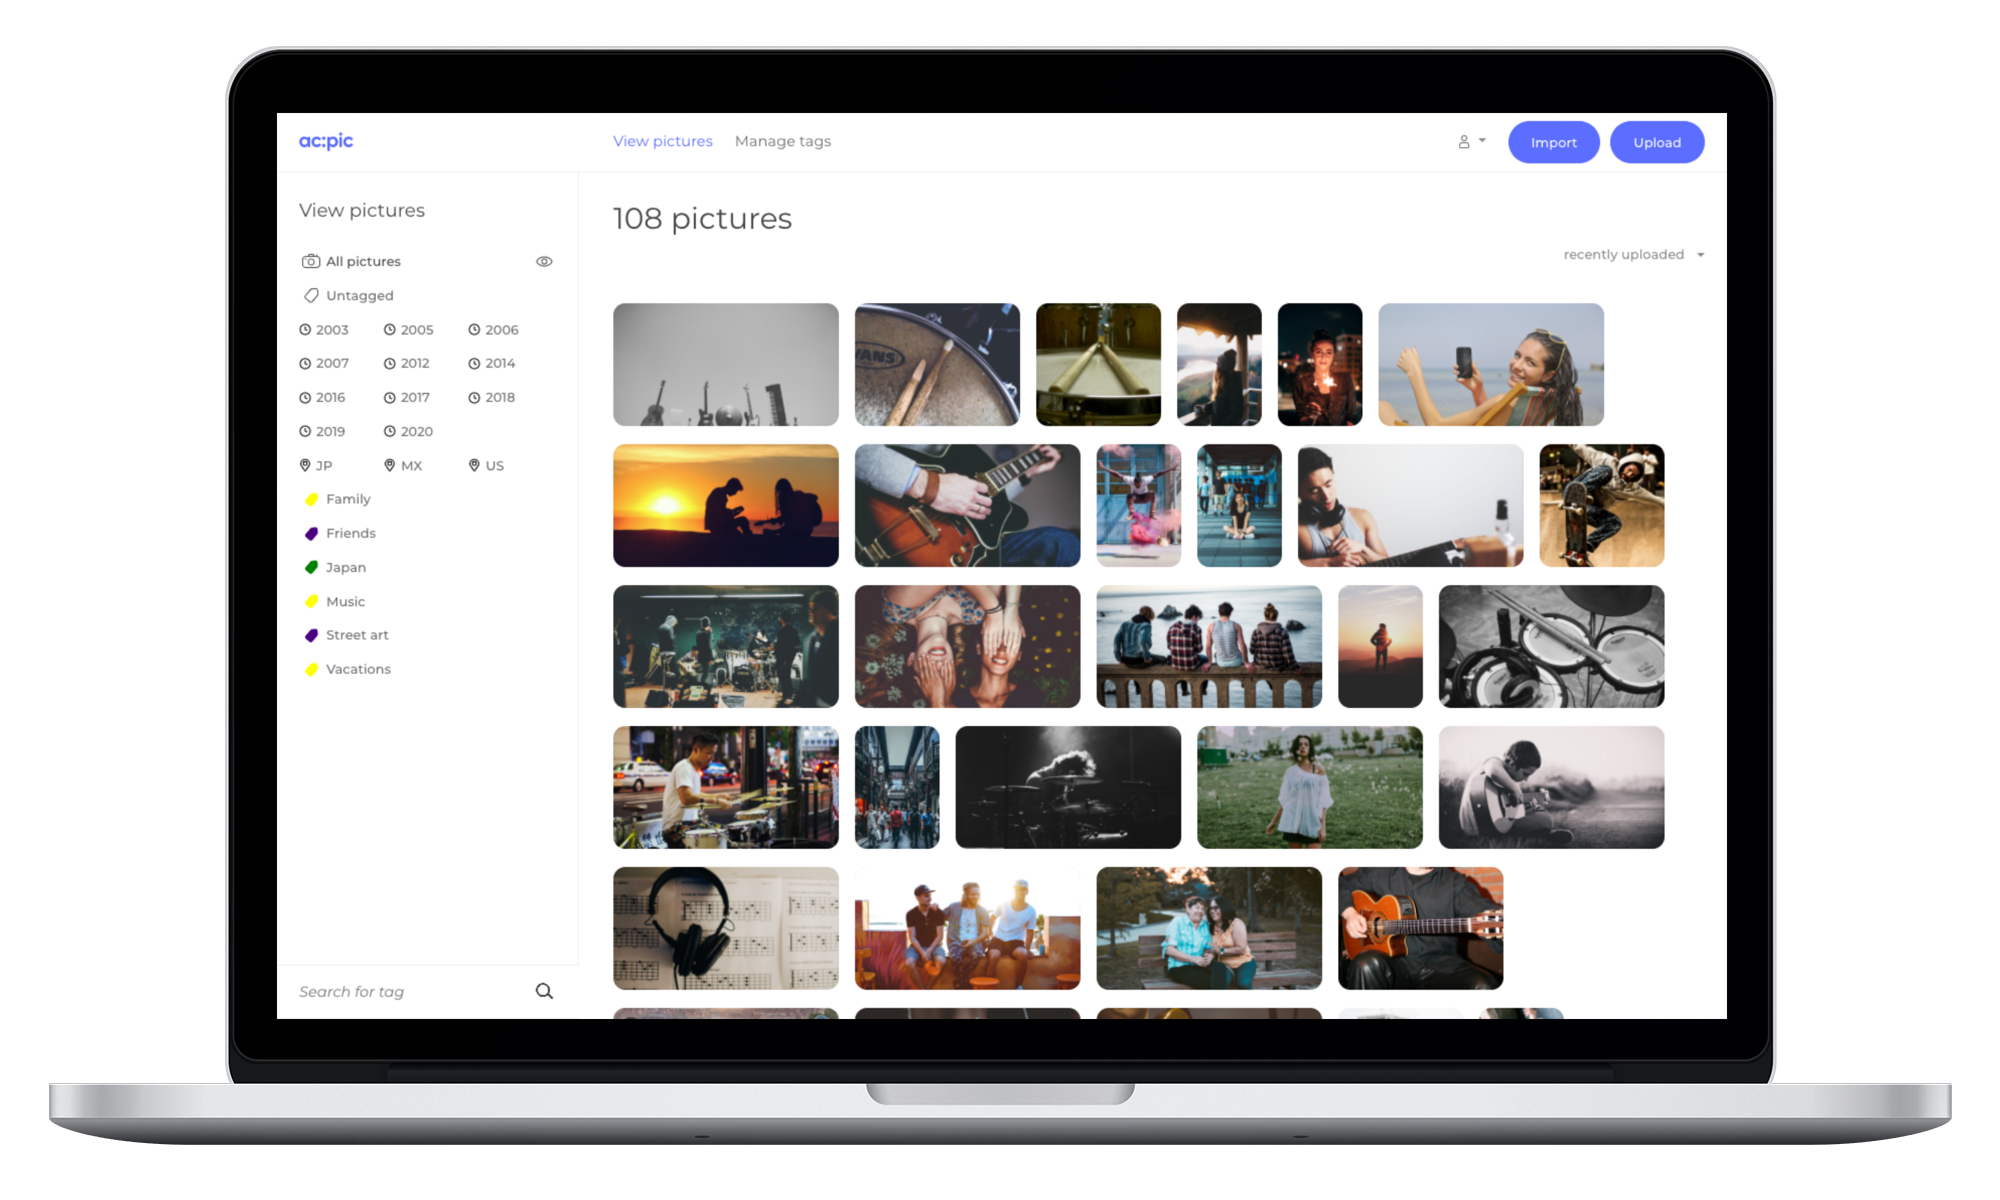 ac:pic
View pictures Manage tags
Import Upload
View pictures
All pictures
Untagged
2003 2005 2006
2007 2012 2014
2016 2017 2018
2019 2020
JP MX US
Family
Friends
Japan
Music
Street art
Vacations
Search for tag
108 pictures
recently uploaded
VANS